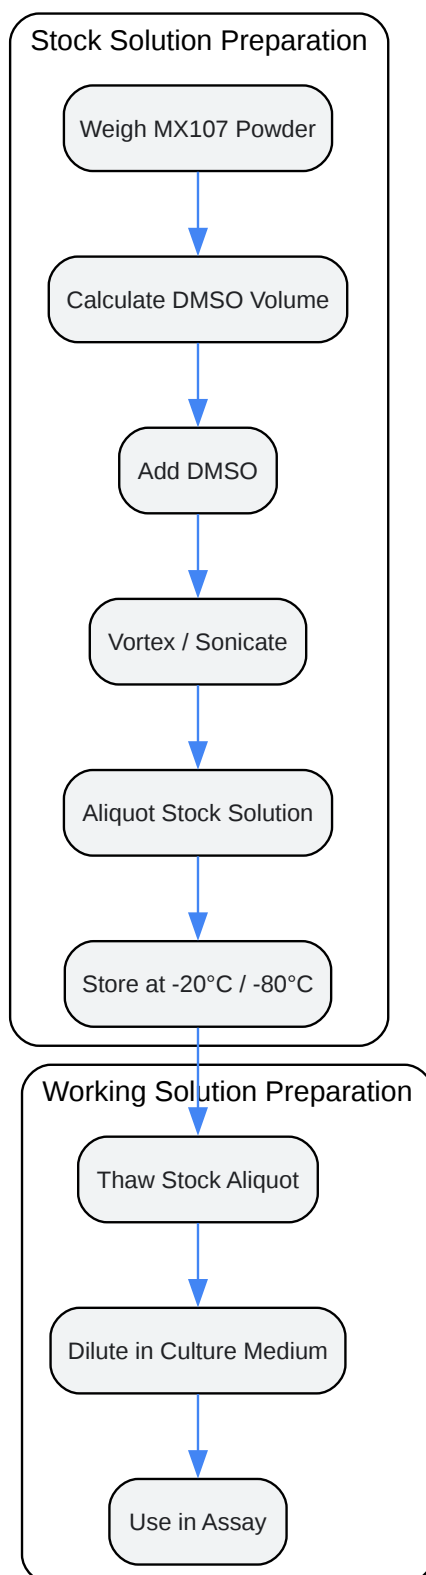 Stock Solution Preparation
Weigh MX107 Powder
Calculate DMSO Volume
Add DMSO
Vortex / Sonicate
Aliquot Stock Solution
Store at -20°C / -80°C
Working Solution Preparation
Thaw Stock Aliquot
Dilute in Culture Medium
Use in Assay